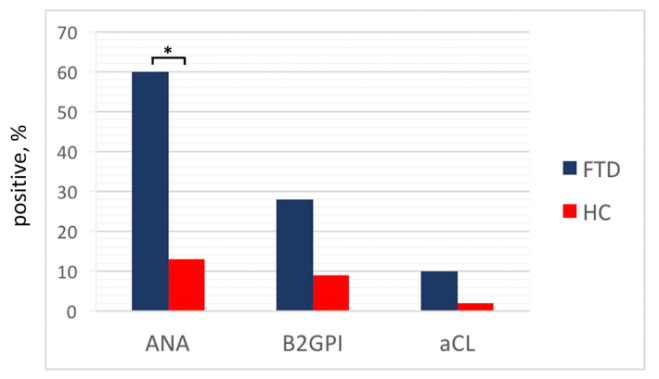 positive, %
70
60
50
40
30
20
10
0
*
ANA B2GPI aCL
FTD
HC